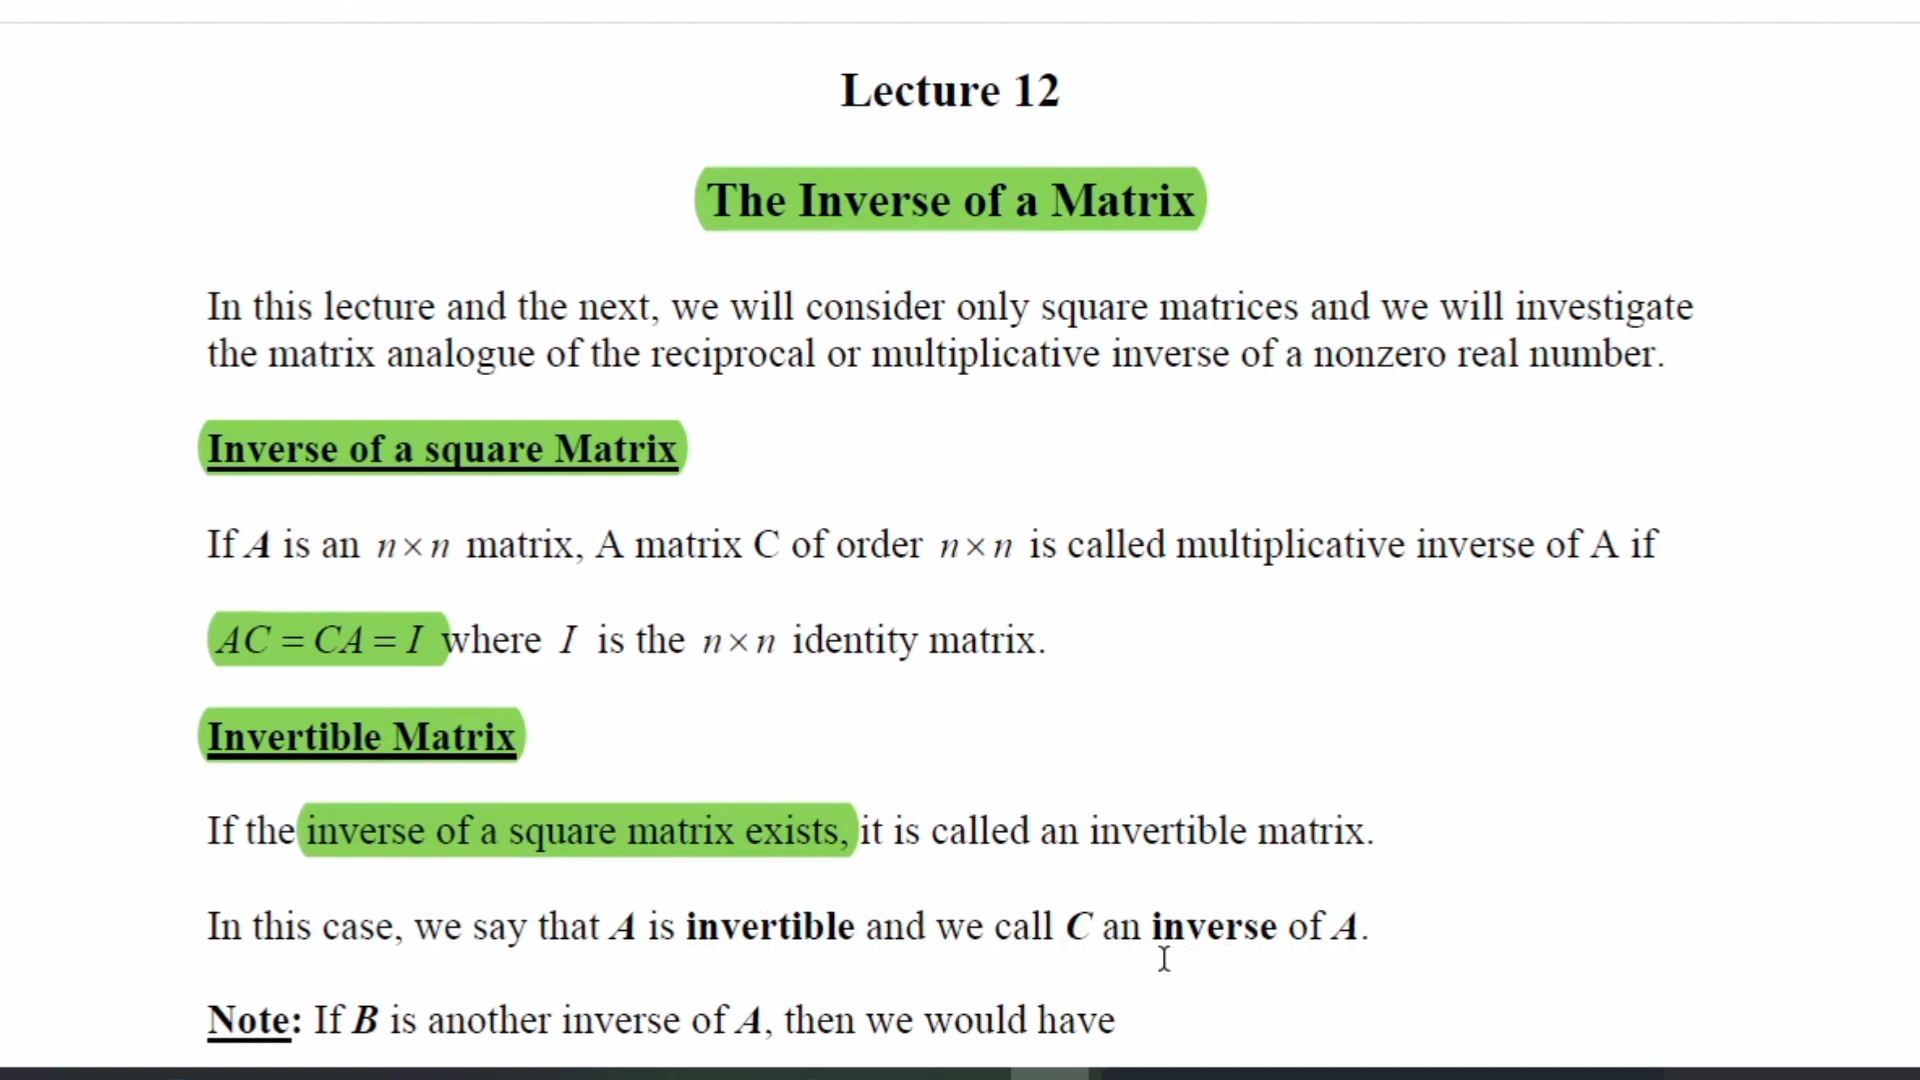 Lecture 12
The Inverse of a Matrix
In this lecture and the next, we will consider only square matrices and we will investigate
the matrix analogue of the reciprocal or multiplicative inverse of a nonzero real number.
Inverse of a square Matrix
If A is an n × n matrix, A matrix C of order n × n is called multiplicative inverse of A if
AC = CA = I where I is the n × n identity matrix.
Invertible Matrix
If the inverse of a square matrix exists, it is called an invertible matrix.
In this case, we say that A is invertible and we call C an inverse of A.
Note: If B is another inverse of A, then we would have